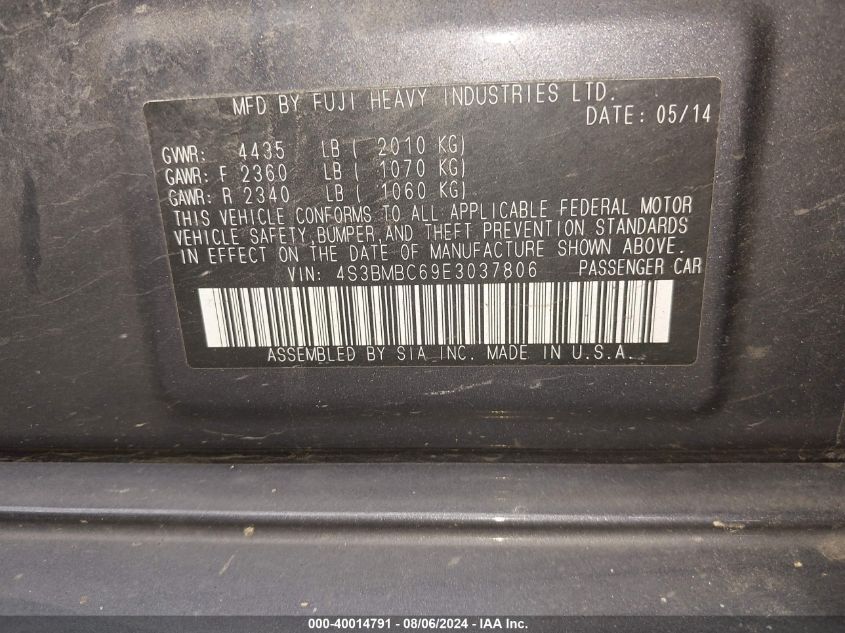 MFD BY FUJI HEAVY INDUSTRIES LTD.
DATE: 05/14
GVWR: 4435 LB ( 2010 KG)
GAWR: F 2360 LB ( 1070 KG)
GAWR: R 2340 LB ( 1060 KG)
THIS VEHICLE CONFORMS TO ALL APPLICABLE FEDERAL MOTOR
VEHICLE SAFETY,BUMPER,AND THEFT PREVENTION STANDARDS
IN EFFECT ON THE DATE OF MANUFACTURE SHOWN ABOVE.
VIN: 4S3BMBC69E3037806 PASSENGER CAR
ASSEMBLED BY SIA INC. MADE IN U.S.A.
000-40014791 - 08/06/2024 - IAA Inc.